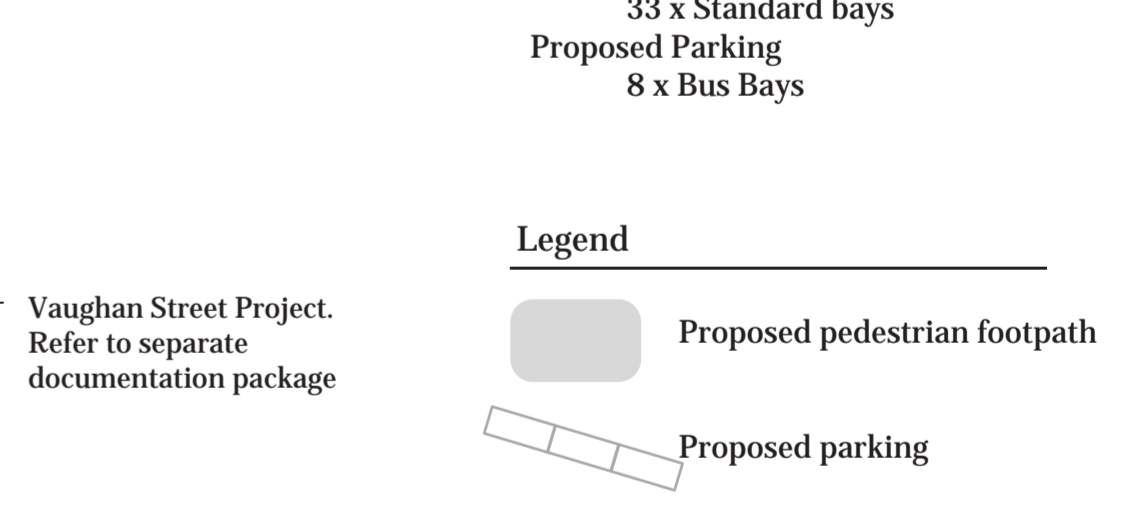 33 x Standard bays
Proposed Parking
8 x Bus Bays
Legend
Vaughan Street Project.
Refer to separate
documentation package
Proposed pedestrian footpath
Proposed parking